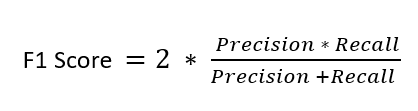 Precision * Recall
F1 Score = 2 *
Precision +Recall